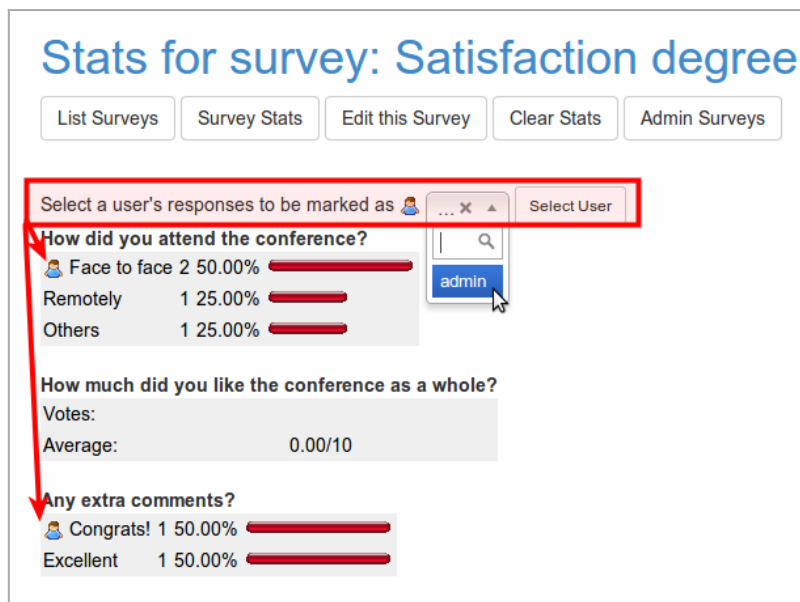 Stats for survey: Satisfaction degree
List Surveys Survey Stats Edit this Survey Clear Stats Admin Surveys
Select a user's responses to be marked as ... Select User
How did you attend the conference?
Face to face 2 50.00%
admin
Remotely 1 25.00%
Others 1 25.00%
How much did you like the conference as a whole?
Votes:
Average: 0.00/10
Any extra comments?
Congrats! 1 50.00%
Excellent 1 50.00%